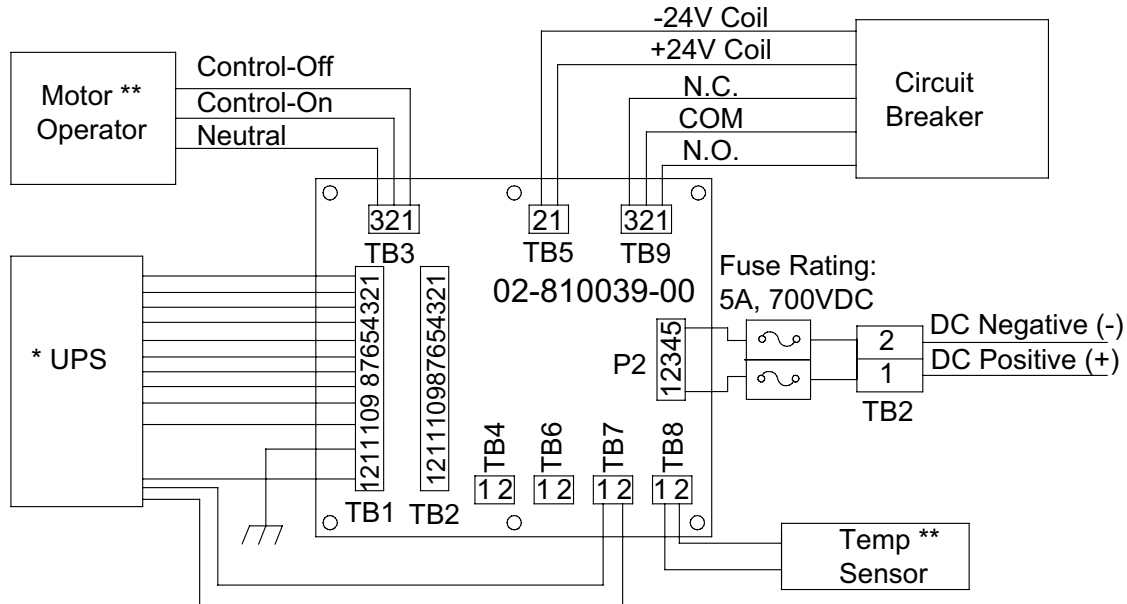 -24V Coil
+24V Coil
N.C.
COM
N.O.
Circuit
Breaker
Control-Off
Control-On
Neutral
Motor **
Operator
321
TB3
21
TB5
321
TB9
02-810039-00
Fuse Rating:
5A, 700VDC
* UPS
1211109 87654321
TB1
121110987654321
TB2
P2
12345
2
1
TB2
DC Negative (-)
DC Positive (+)
TB4
1 2
TB6
1 2
TB7
1 2
TB8
1 2
Temp **
Sensor